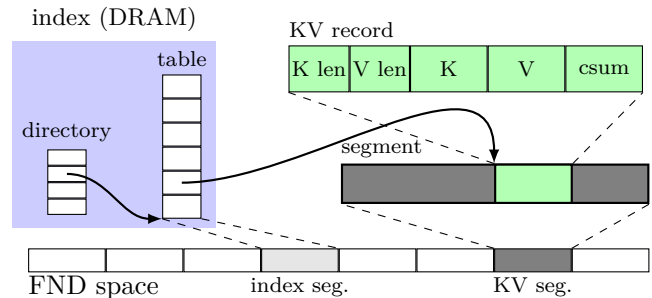 index (DRAM)
KV record
table
K len V len K V csum
directory
segment
FND space
index seg.
KV seg.